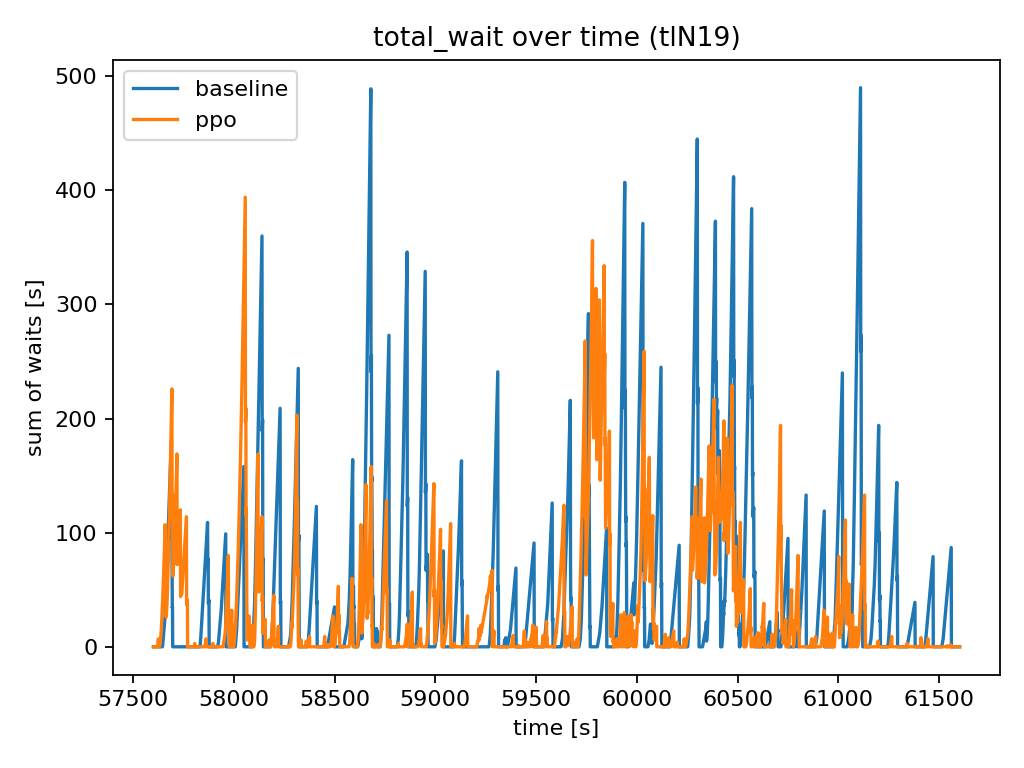 total_wait over time (tlN19)
500
400
300
200
100
0
sum of waits [s]
baseline
ppo
57500 58000 58500 59000 59500 60000 60500 61000 61500
time [s]